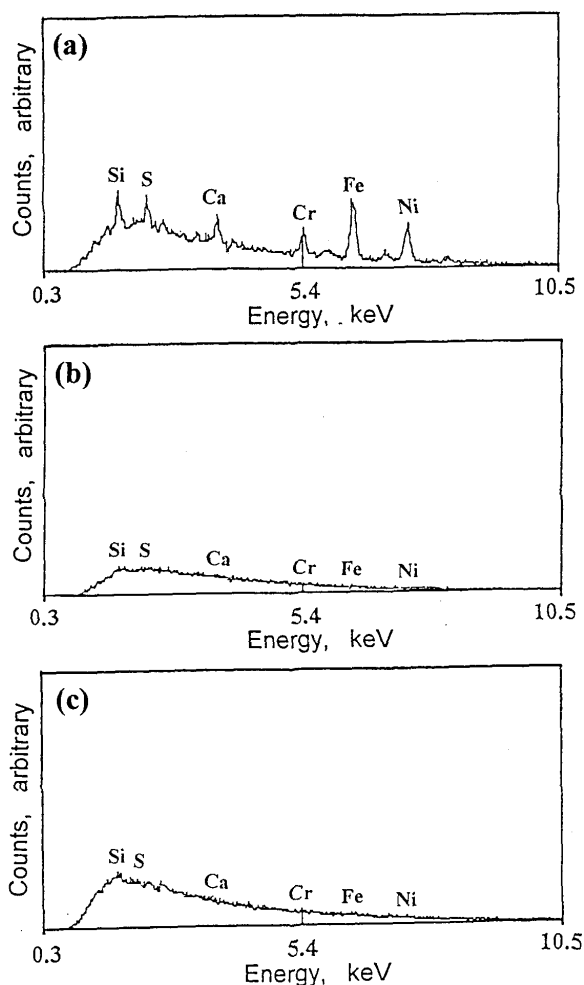 (a)
Counts, arbitrary
Si S Ca Cr Fe Ni
0.3 5.4 10.5
Energy, keV
(b)
Counts, arbitrary
Si S Ca Cr Fe Ni
0.3 5.4 10.5
Energy, keV
(c)
Counts, arbitrary
Si S Ca Cr Fe Ni
0.3 5.4 10.5
Energy, keV